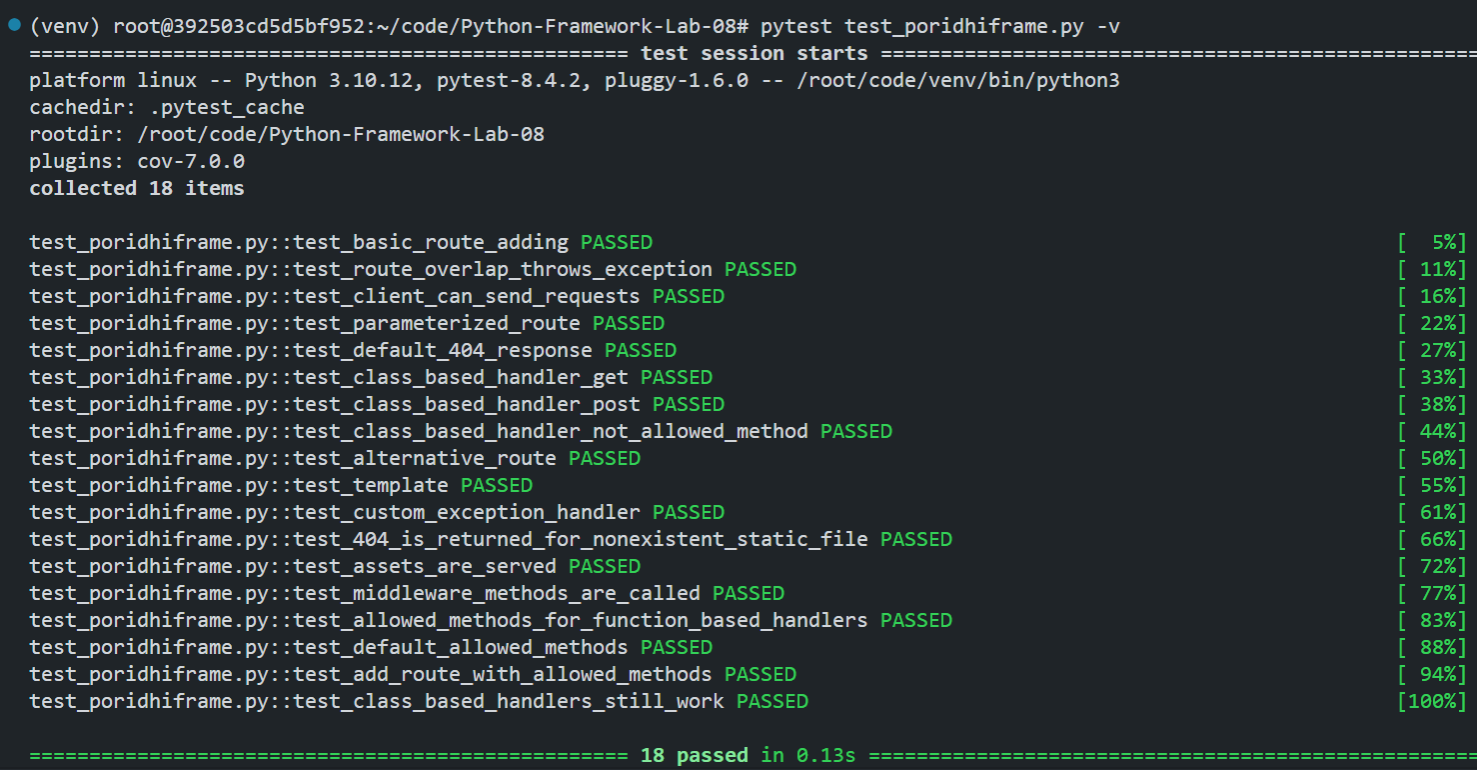 (venv) root@392503cd5d5bf952:~/code/Python-Framework-Lab-08# pytest test_poridhiframe.py -v
================================================== test session starts ==================================================
platform linux -- Python 3.10.12, pytest-8.4.2, pluggy-1.6.0 -- /root/code/venv/bin/python3
cachedir: .pytest_cache
rootdir: /root/code/Python-Framework-Lab-08
plugins: cov-7.0.0
collected 18 items
test_poridhiframe.py::test_basic_route_adding PASSED [  5%]
test_poridhiframe.py::test_route_overlap_throws_exception PASSED [ 11%]
test_poridhiframe.py::test_client_can_send_requests PASSED [ 16%]
test_poridhiframe.py::test_parameterized_route PASSED [ 22%]
test_poridhiframe.py::test_default_404_response PASSED [ 27%]
test_poridhiframe.py::test_class_based_handler_get PASSED [ 33%]
test_poridhiframe.py::test_class_based_handler_post PASSED [ 38%]
test_poridhiframe.py::test_class_based_handler_not_allowed_method PASSED [ 44%]
test_poridhiframe.py::test_alternative_route PASSED [ 50%]
test_poridhiframe.py::test_template PASSED [ 55%]
test_poridhiframe.py::test_custom_exception_handler PASSED [ 61%]
test_poridhiframe.py::test_404_is_returned_for_nonexistent_static_file PASSED [ 66%]
test_poridhiframe.py::test_assets_are_served PASSED [ 72%]
test_poridhiframe.py::test_middleware_methods_are_called PASSED [ 77%]
test_poridhiframe.py::test_allowed_methods_for_function_based_handlers PASSED [ 83%]
test_poridhiframe.py::test_default_allowed_methods PASSED [ 88%]
test_poridhiframe.py::test_add_route_with_allowed_methods PASSED [ 94%]
test_poridhiframe.py::test_class_based_handlers_still_work PASSED [100%]
================================================== 18 passed in 0.13s ===================================================